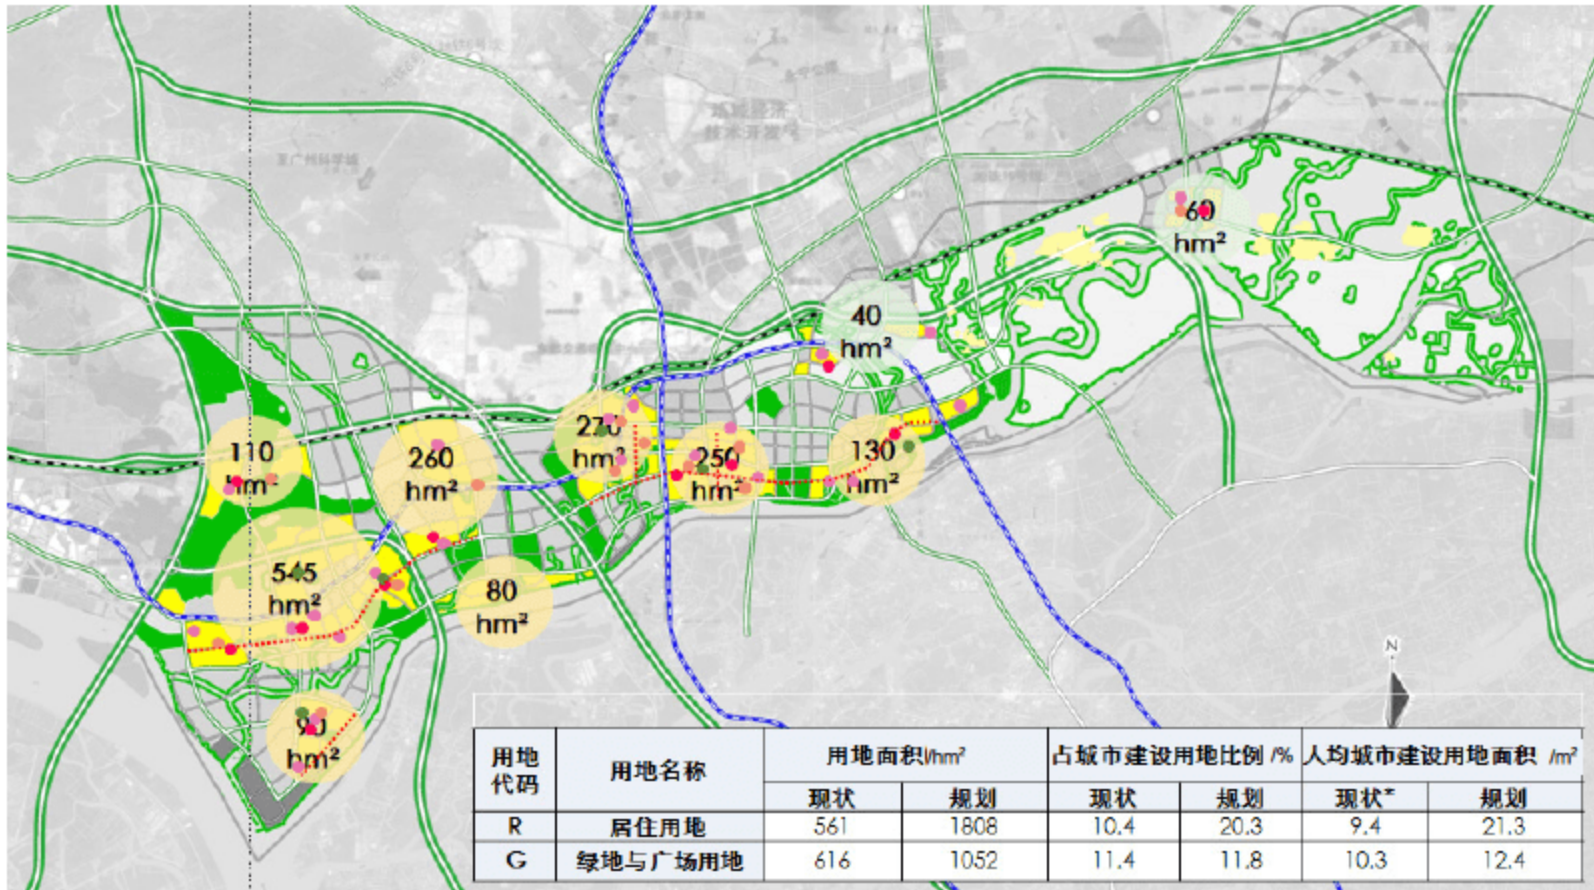 60
hm²
40
hm²
110
hm²
260
hm²
270
hm²
250
hm²
130
hm²
545
hm²
80
hm²
90
hm²
N
用地代码 用地名称 用地面积/hm² 占城市建设用地比例 /% 人均城市建设用地面积 /m²
现状 规划 现状 规划 现状* 规划
R 居住用地 561 1808 10.4 20.3 9.4 21.3
G 绿地与广场用地 616 1052 11.4 11.8 10.3 12.4